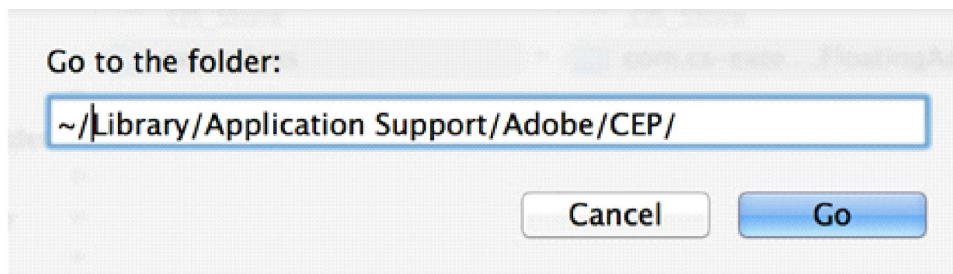 Go to the folder:
~/Library/Application Support/Adobe/CEP/
Cancel Go